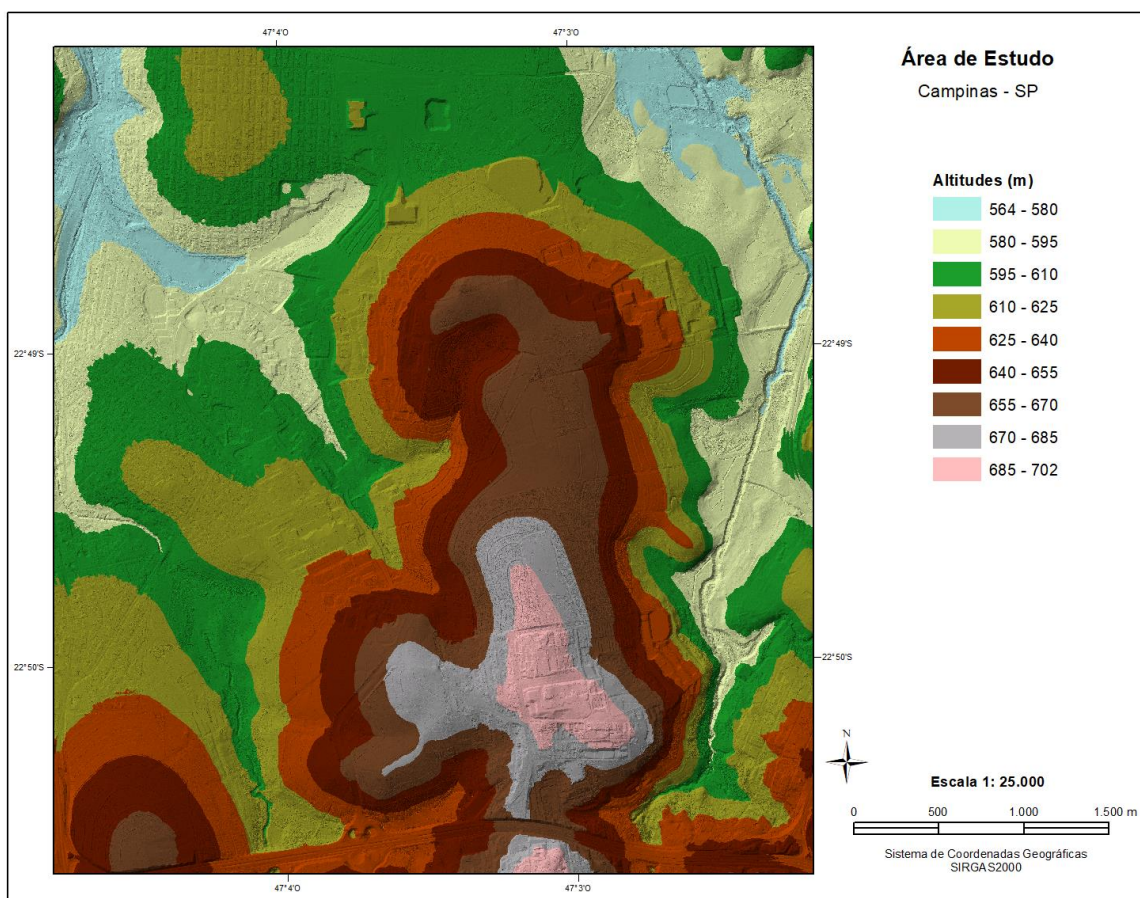 47°4'O
47°3'O
Área de Estudo
Campinas - SP
Altitudes (m)
564 - 580
580 - 595
595 - 610
610 - 625
625 - 640
640 - 655
655 - 670
670 - 685
685 - 702
22°49'S
22°49'S
22°50'S
22°50'S
N
Escala 1: 25.000
0
500
1.000
1.500 m
Sistema de Coordenadas Geográficas
SIRGAS2000
47°4'O
47°3'O